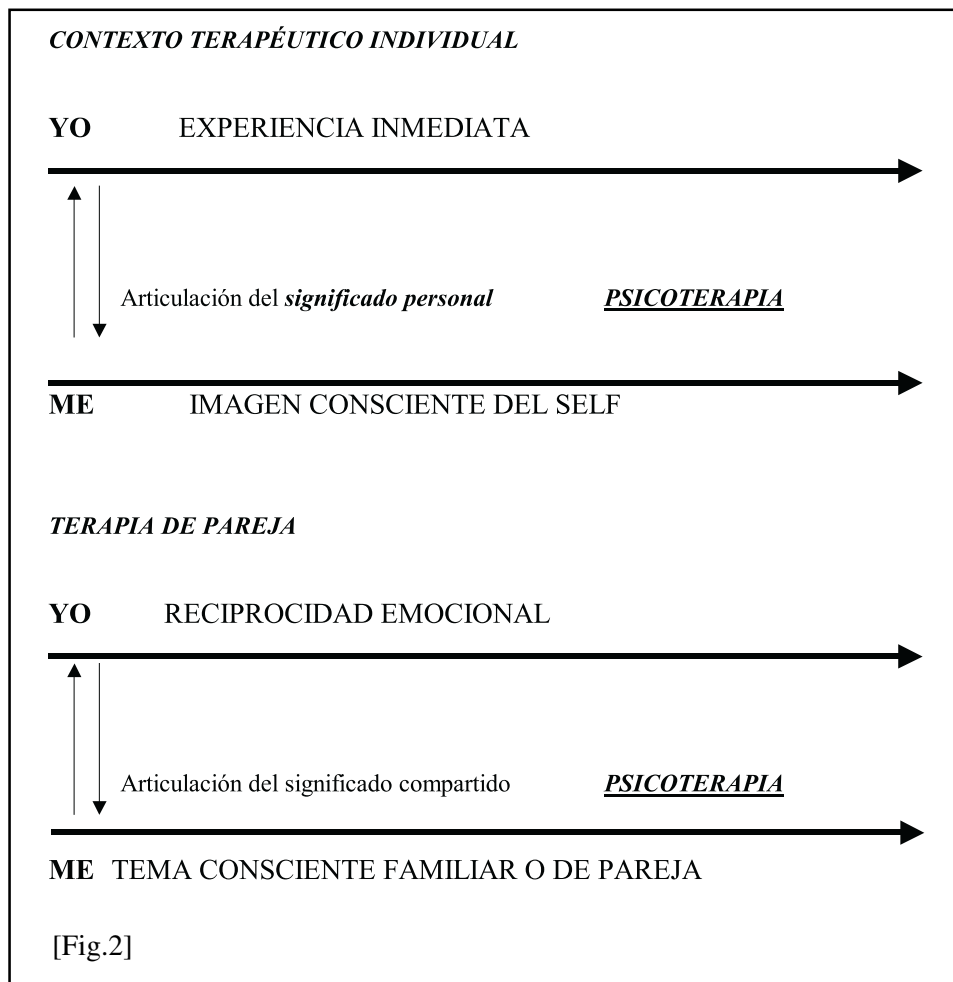 CONTEXTO TERAPÉUTICO INDIVIDUAL
YO EXPERIENCIA INMEDIATA
Articulación del significado personal PSICOTERAPIA
ME IMAGEN CONSCIENTE DEL SELF
TERAPIA DE PAREJA
YO RECIPROCIDAD EMOCIONAL
Articulación del significado compartido PSICOTERAPIA
ME TEMA CONSCIENTE FAMILIAR O DE PAREJA
[Fig.2]